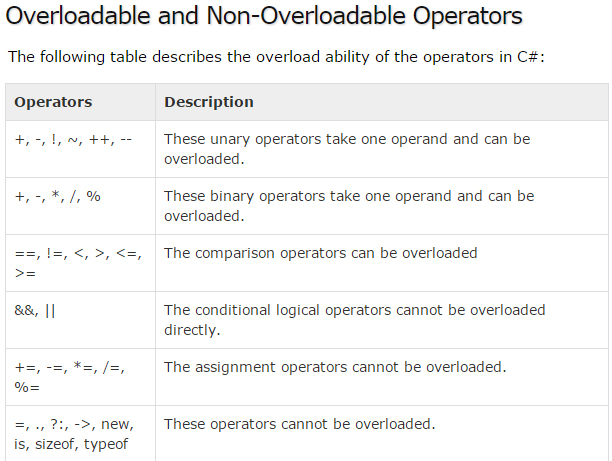 Overloadable and Non-Overloadable Operators
The following table describes the overload ability of the operators in C#:
Operators Description
+, -, !, ~, ++, -- These unary operators take one operand and can be
overloaded.
+, -, *, /, % These binary operators take one operand and can be
overloaded.
==, !=, <, >, <=, The comparison operators can be overloaded
>=
&&, || The conditional logical operators cannot be overloaded
directly.
+=, -=, *=, /=, The assignment operators cannot be overloaded.
%=
=, ., ?:, ->, new, These operators cannot be overloaded.
is, sizeof, typeof